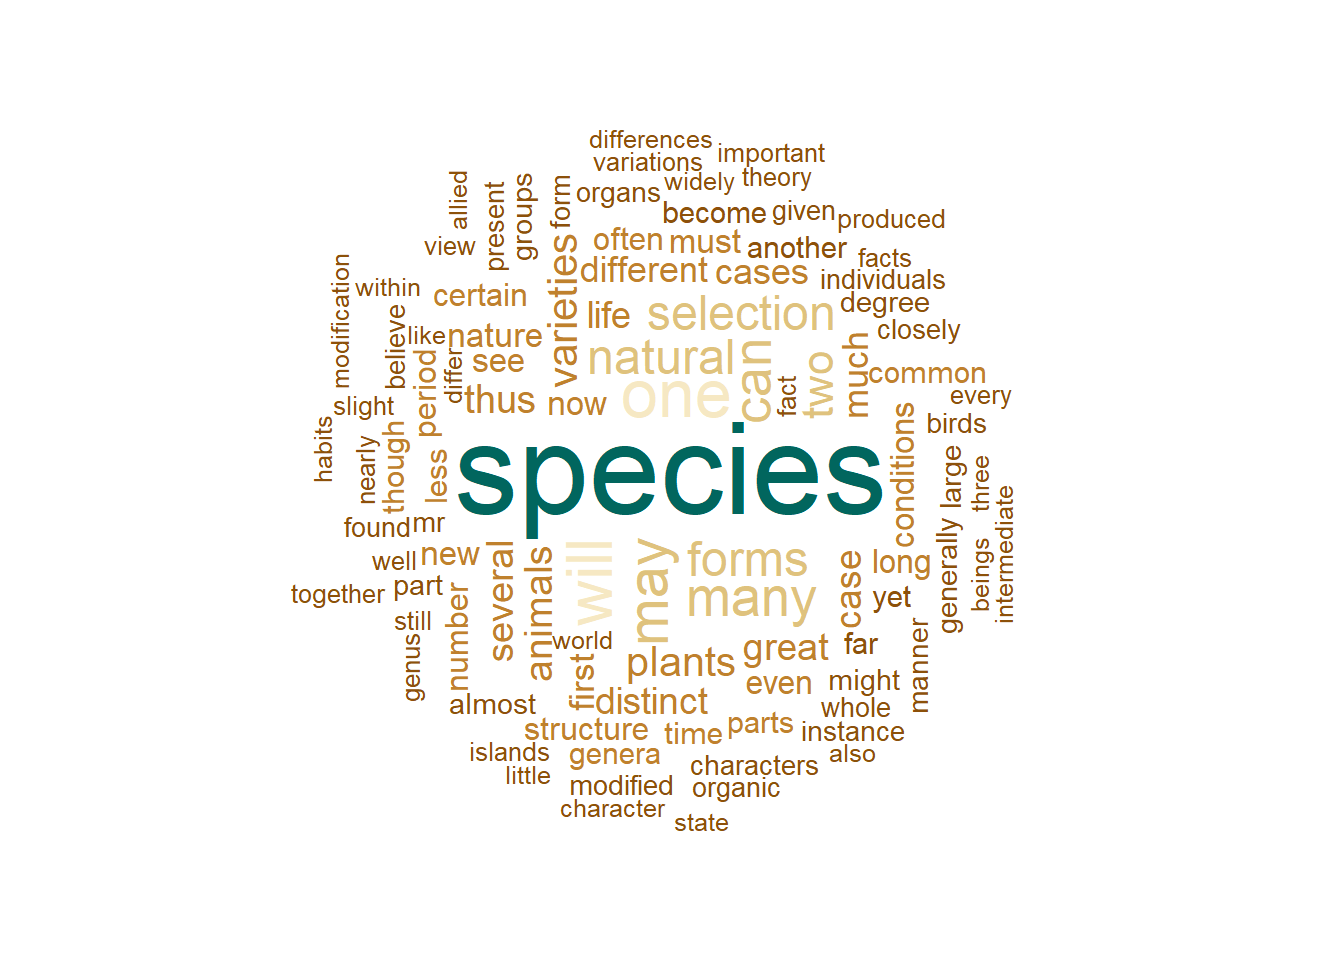 differences
variations important
widely theory
allied present groups form organs
become given produced
view often must another facts
varieties different cases individuals
modification within certain life selection degree
believe like nature natural can two much closely
period differ see one fact common
slight thus now every
habits nearly though less species conditions birds
found mr generally large three
well new several animals will may forms case long beings intermediate
together part many yet
still number world great far manner
genus first plants even might
almost distinct whole
structure time parts instance
islands genera also
little modified characters
character organic
state